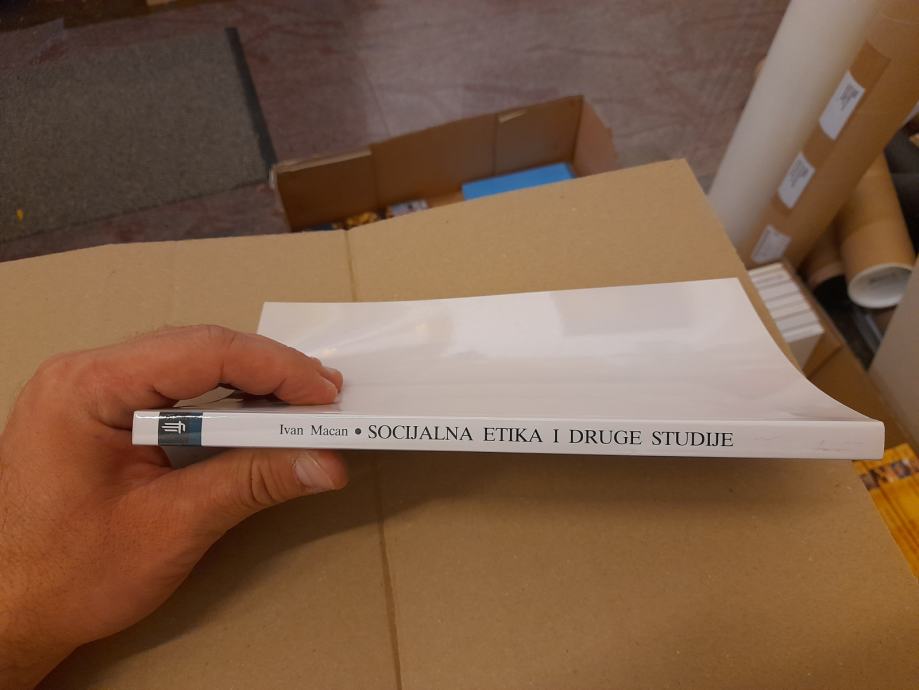 Ivan Macan • SOCIJALNA ETIKA I DRUGE STUDIJE